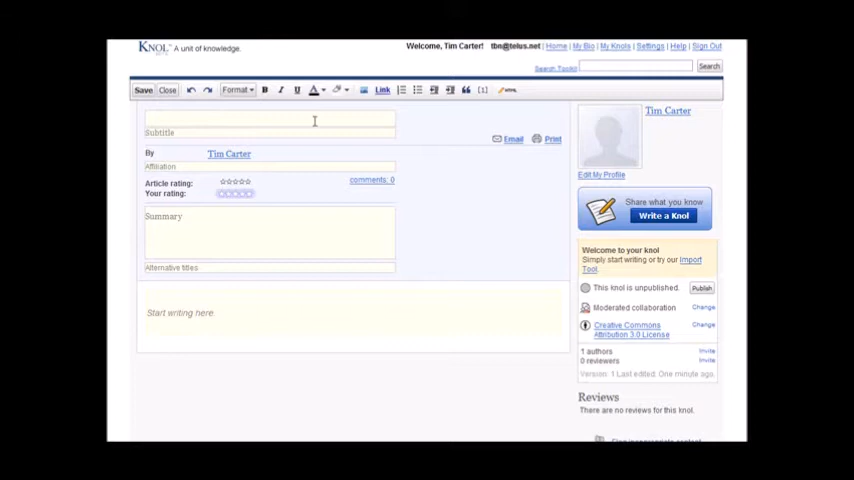 KNOL A unit of knowledge.
Welcome, Tim Carter! tbn@telus.net | Home | My Bio | My Knols | Settings | Help | Sign Out
Search Toolkit Search
Save Close Format A Link [1] HTML
Subtitle
Email Print
By Tim Carter
Affiliation
Article rating:
comments: 0
Your rating:
Summary
Alternative titles
Start writing here
Tim Carter
Edit My Profile
Share what you know
Write a Knol
Welcome to your knol
Simply start writing or try our Import
Tool.
This knol is unpublished. Publish
Moderated collaboration Change
Creative Commons Change
Attribution 3.0 License
1 authors Invite
0 reviewers Invite
Version: 1 Last edited: One minute ago.
Reviews
There are no reviews for this knol.